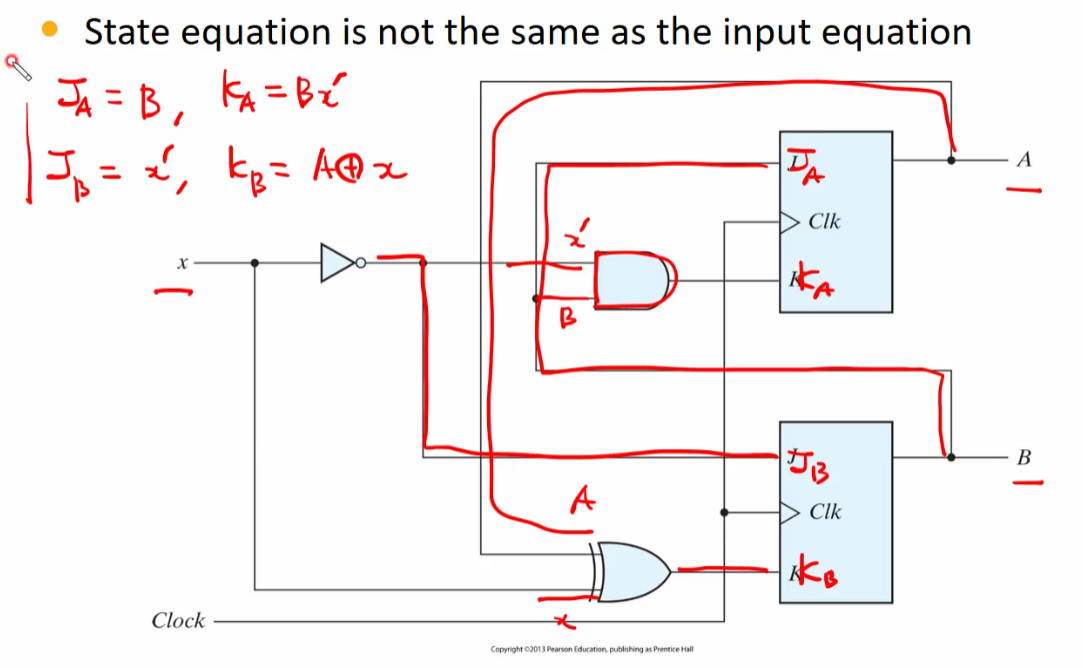 State equation is not the same as the input equation
J_A = B, K_A = Bx'
J_B = x', K_B = A⊕x
J_A
A
Clk
x'
x
K_A
B
J_B
B
A
Clk
K_B
x
Clock
Copyright ©2013 Pearson Education, publishing as Prentice Hall